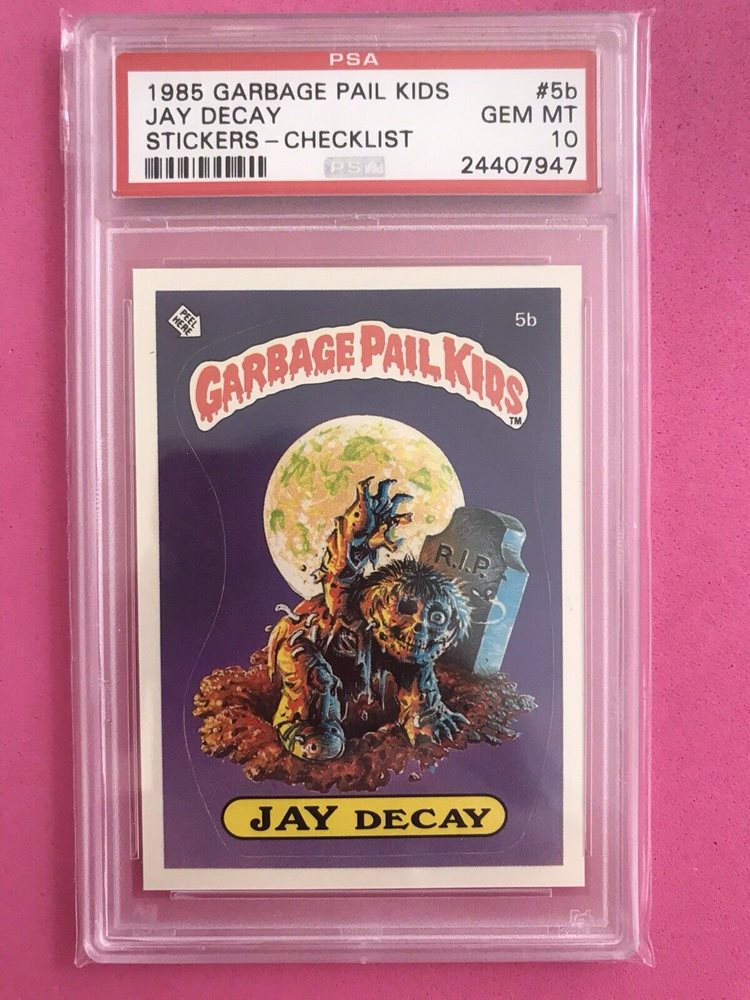 PSA
1985 GARBAGE PAIL KIDS #5b
JAY DECAY GEM MT
STICKERS – CHECKLIST 10
PSA 24407947
PEEL HERE
5b
GARBAGE PAIL KIDS TM
R.I.P.
JAY DECAY